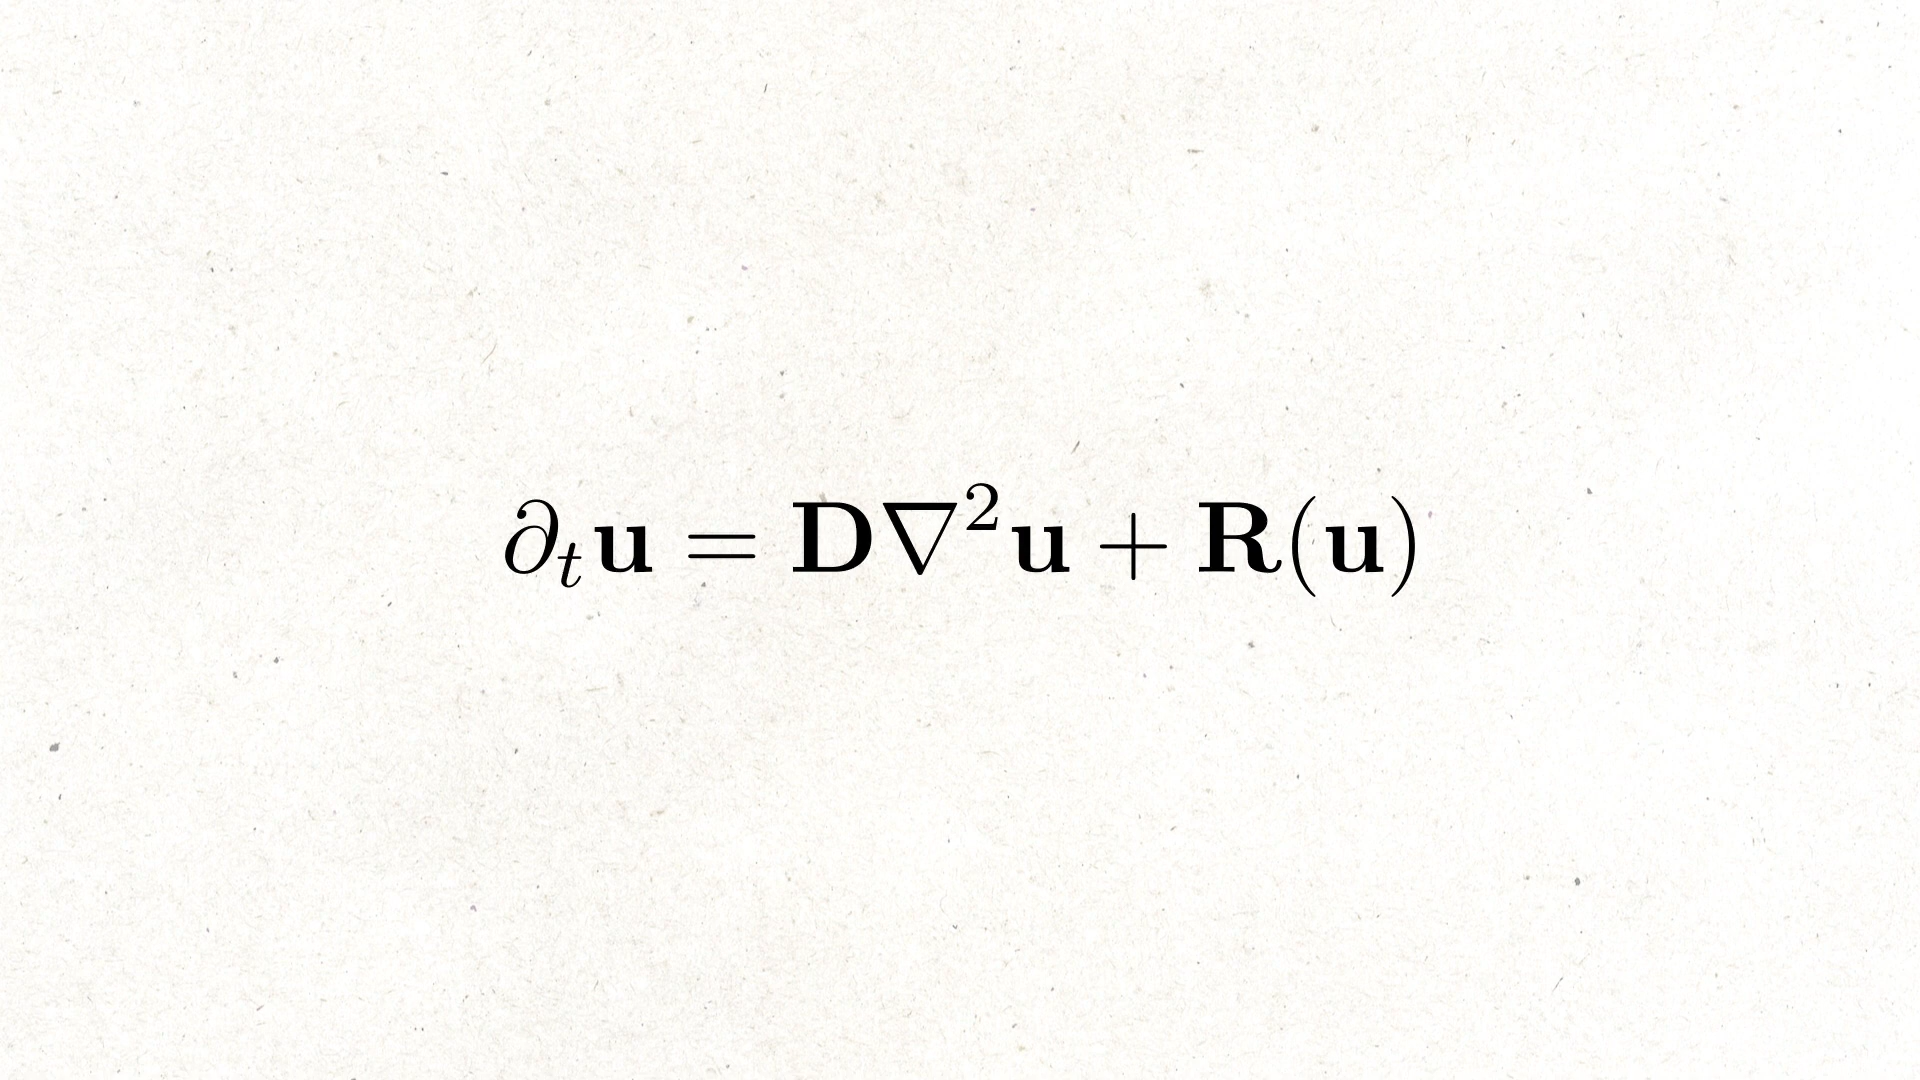 ∂ₜ𝐮 = 𝐃∇²𝐮 + 𝐑(𝐮)